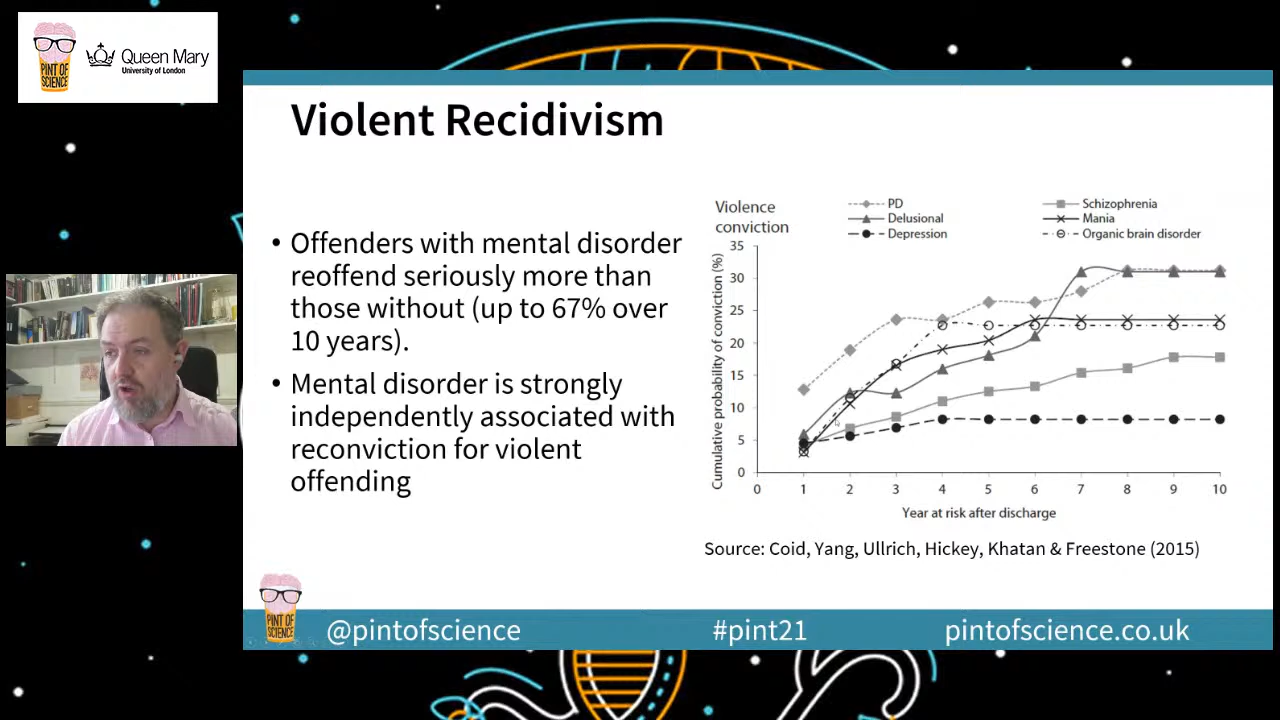 PINT OF
SCIENCE
Queen Mary
University of London
Violent Recidivism
• Offenders with mental disorder
reoffend seriously more than
those without (up to 67% over
10 years).
• Mental disorder is strongly
independently associated with
reconviction for violent
offending
Violence
conviction
PD
Delusional
Depression
Schizophrenia
Mania
Organic brain disorder
Cumulative probability of conviction (%)
35
30
25
20
15
10
5
0
0 1 2 3 4 5 6 7 8 9 10
Year at risk after discharge
Source: Coid, Yang, Ullrich, Hickey, Khatan & Freestone (2015)
PINT OF
SCIENCE
@pintofscience
#pint21
pintofscience.co.uk